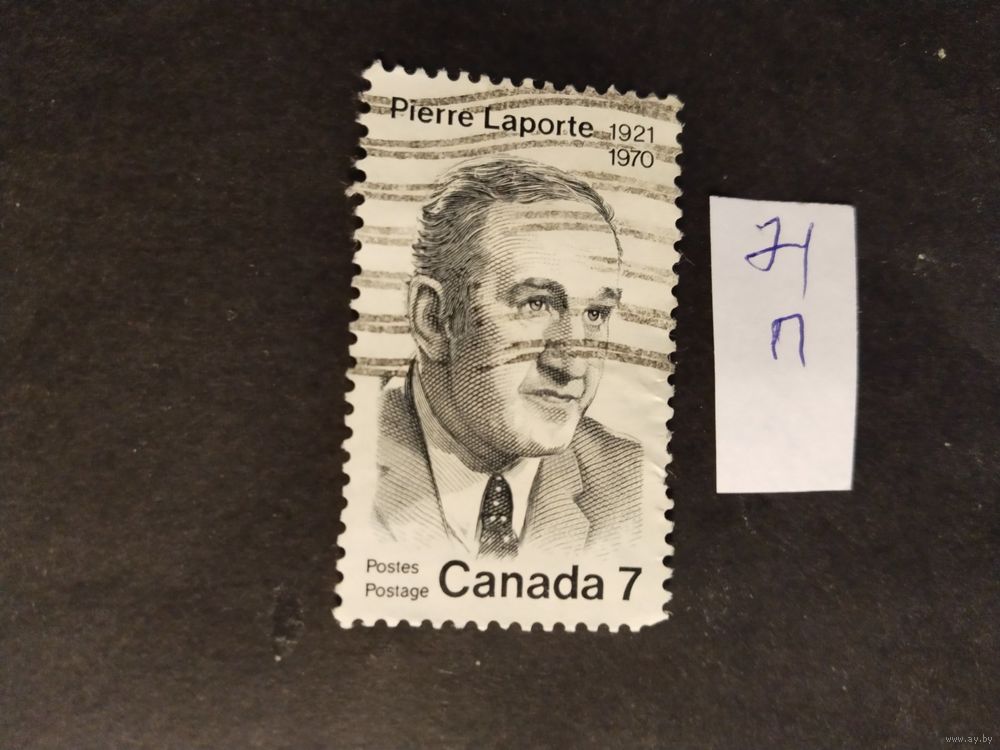 Pierre Laporte 1921
1970
Postes
Postage
Canada 7
71
П
www.ay.by